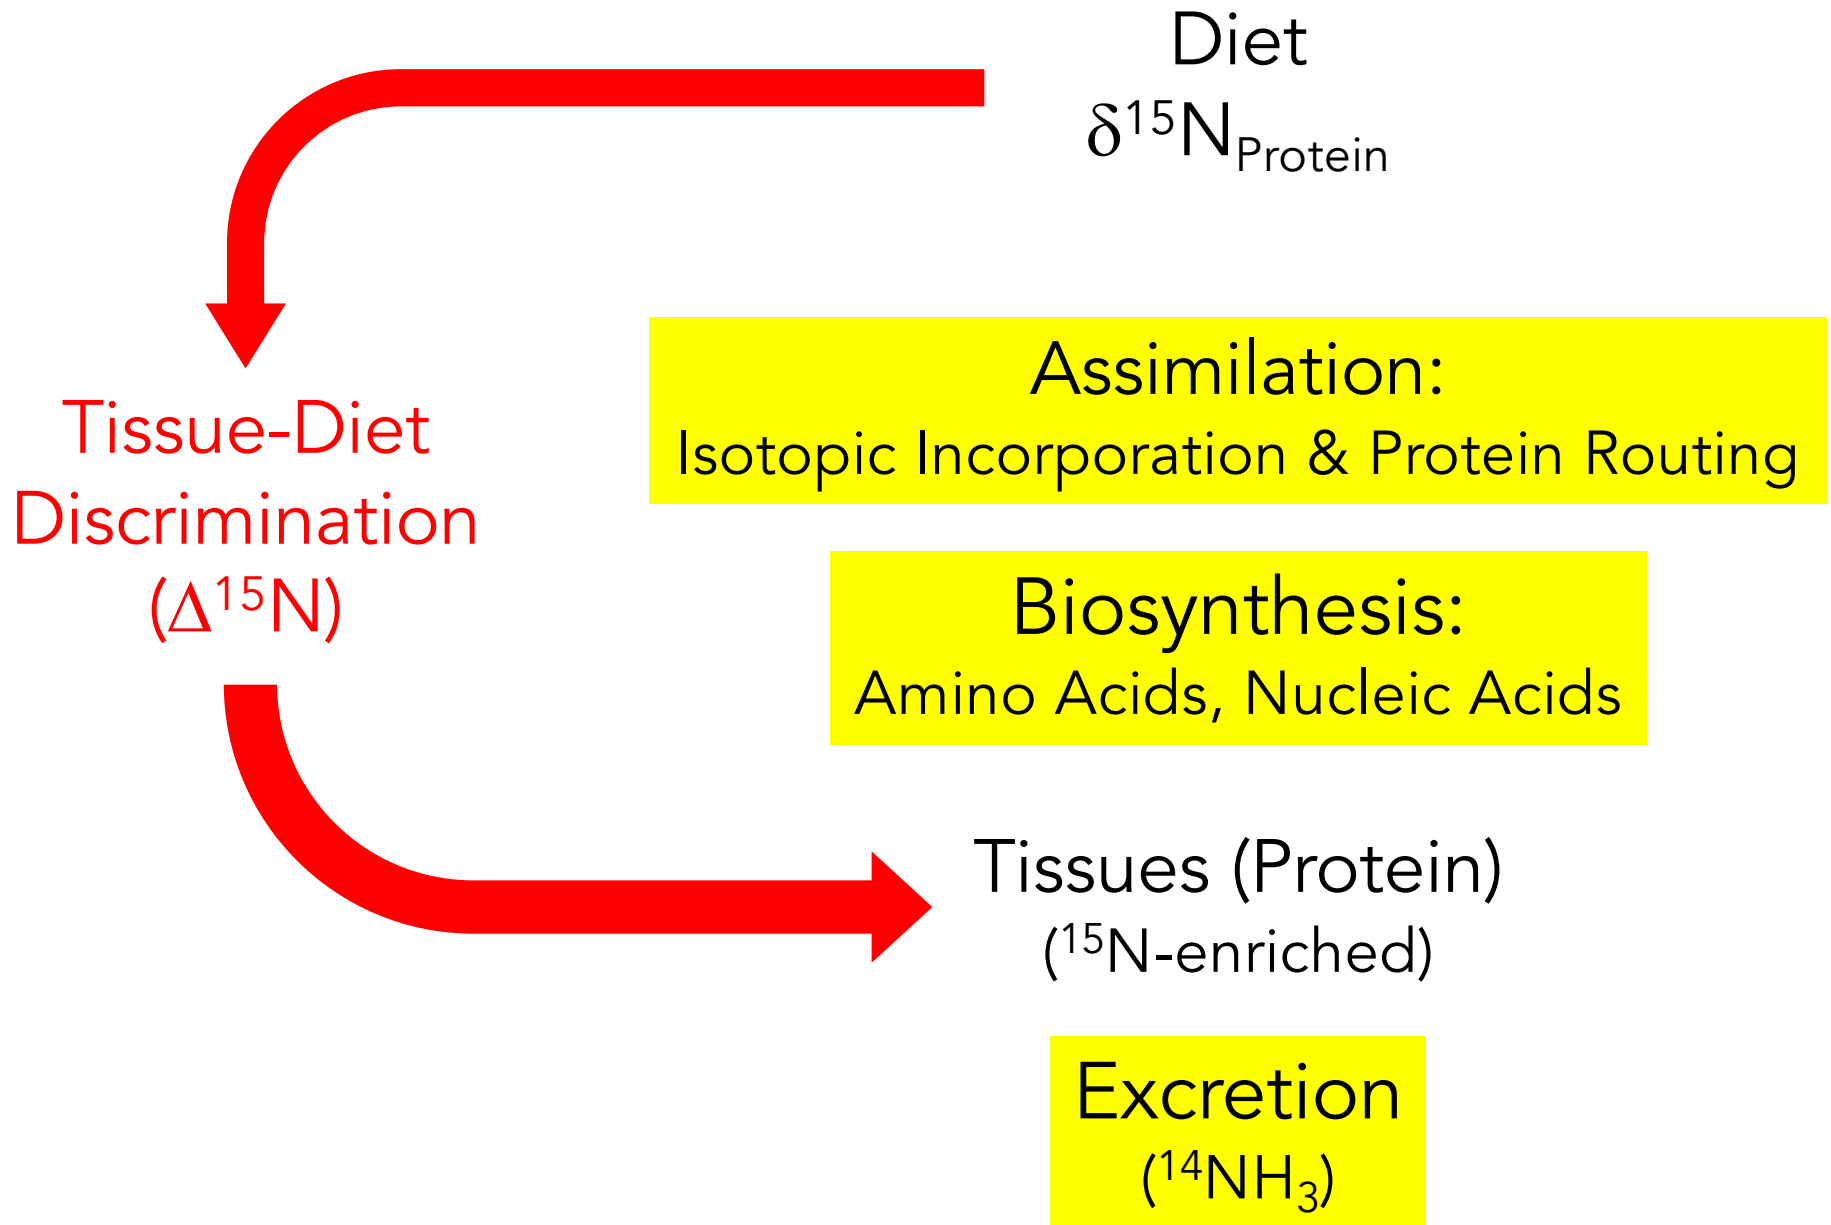 Diet
δ¹⁵N_Protein
Assimilation:
Isotopic Incorporation & Protein Routing
Tissue-Diet
Discrimination
(Δ¹⁵N)
Biosynthesis:
Amino Acids, Nucleic Acids
Tissues (Protein)
(¹⁵N-enriched)
Excretion
(¹⁴NH₃)